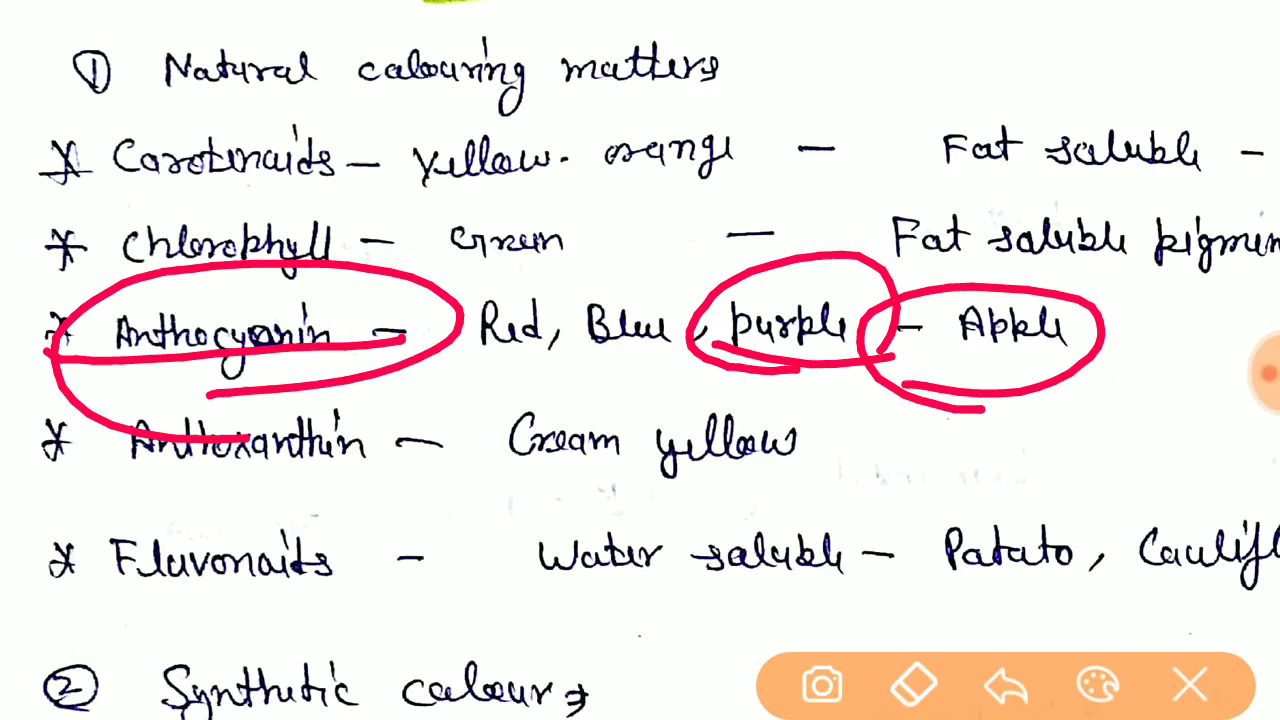 ① Natural colouring matters
* Carotenoids - yellow-orange - Fat soluble -
* Chlorophyll - Green - Fat soluble pigmen
* Anthocyanin - Red, Blue, purple - Apple
* Anthoxanthin - Cream yellow
* Flavonoids - Water soluble - Potato, Caulifl
② Synthetic colours